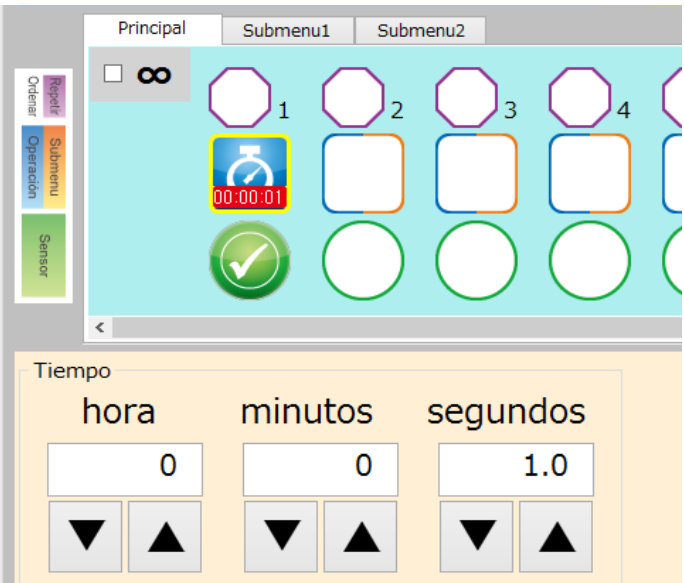 Principal
Submenu1
Submenu2
∞
Repetir
Ordenar
Submenu
Operación
Sensor
1
2
3
4
00:00:01
Tiempo
hora minutos segundos
0 0 1.0